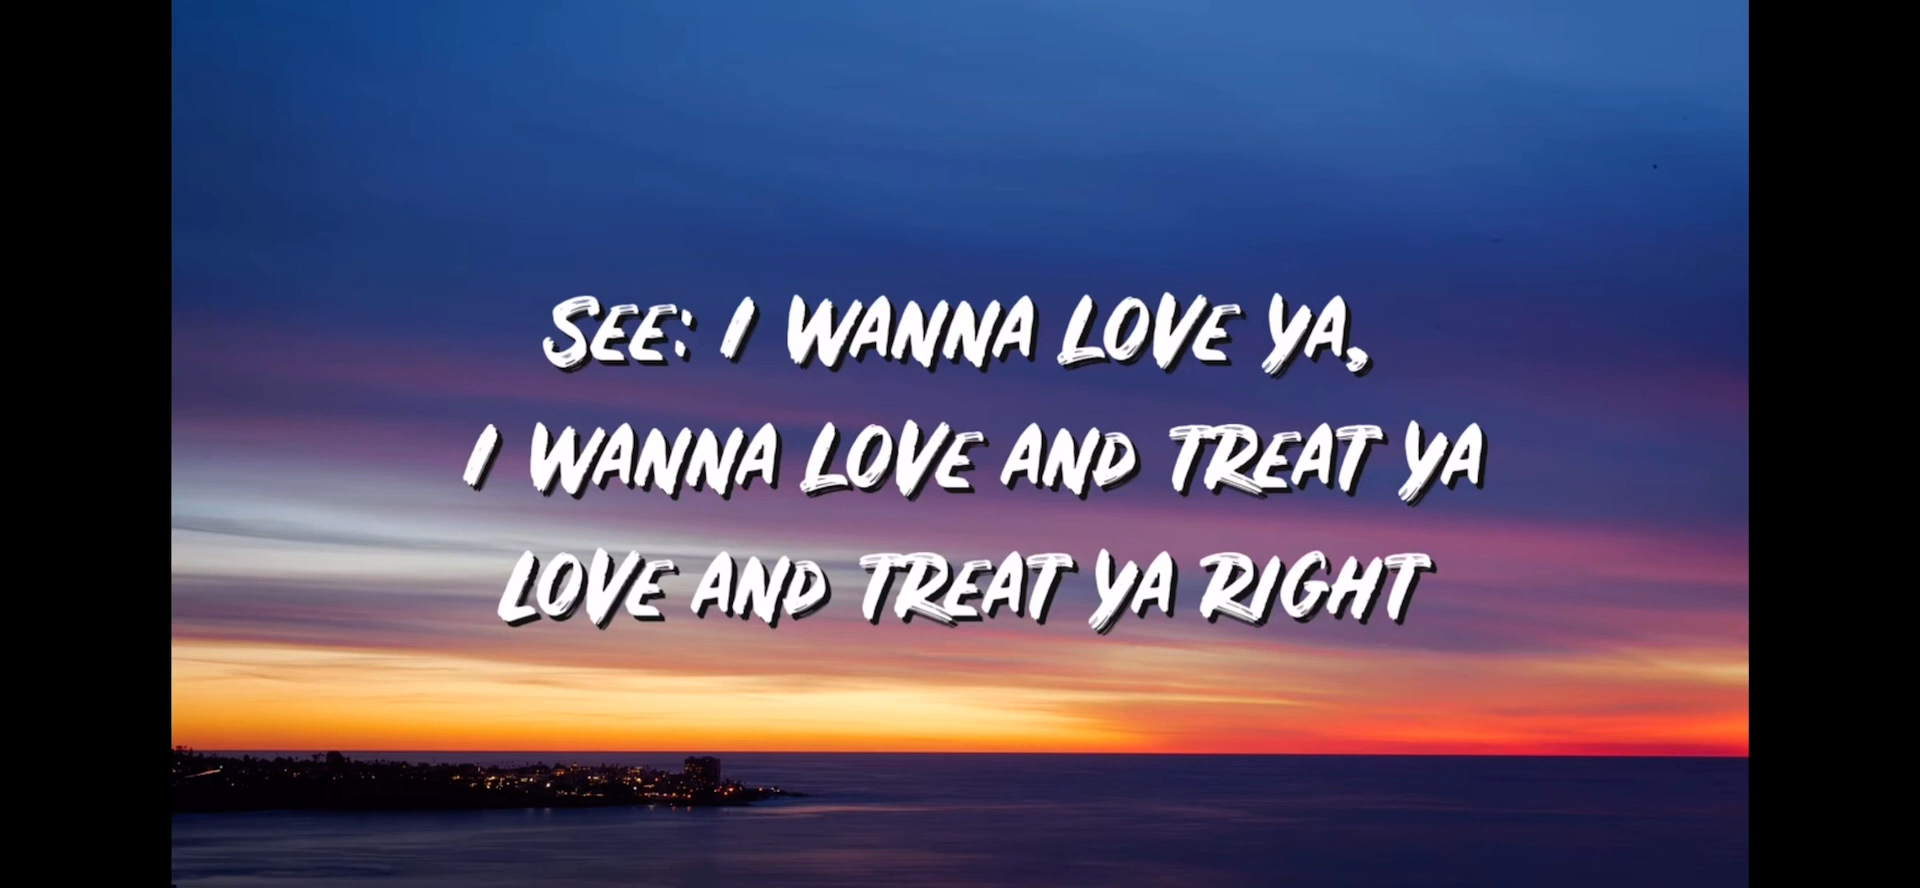 See: I wanna love ya,
I wanna love and treat ya
love and treat ya right